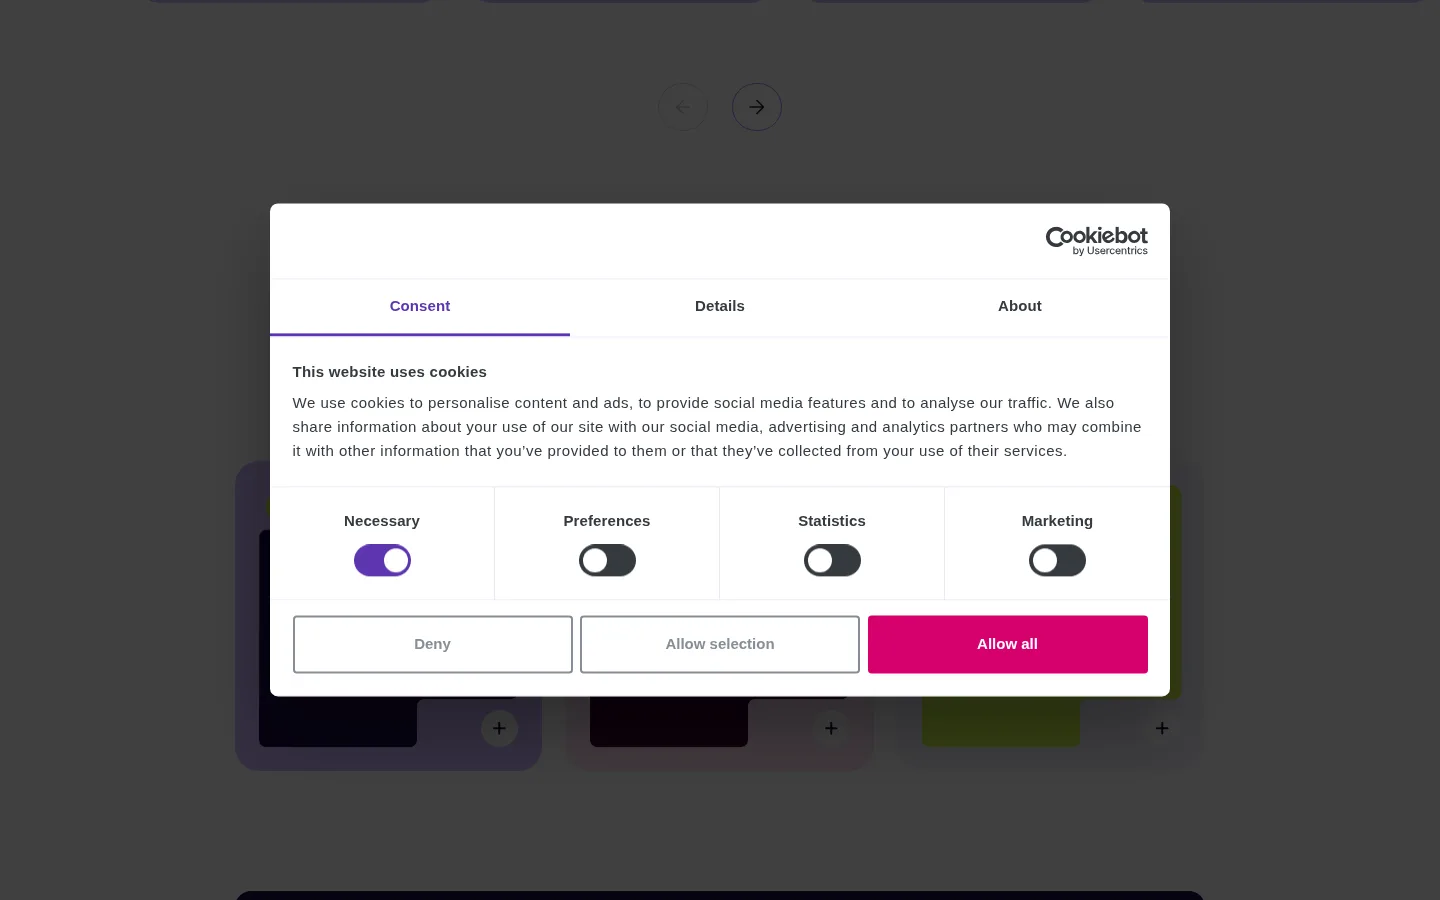 Cookiebot
by Usercentrics
Consent
Details
About
This website uses cookies
We use cookies to personalise content and ads, to provide social media features and to analyse our traffic. We also
share information about your use of our site with our social media, advertising and analytics partners who may combine
it with other information that you’ve provided to them or that they’ve collected from your use of their services.
Necessary
Preferences
Statistics
Marketing
Deny
Allow selection
Allow all